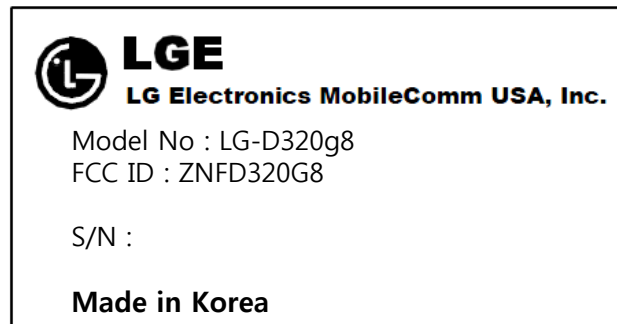 LGE
LG Electronics MobileComm USA, Inc.
Model No : LG-D320g8
FCC ID : ZNFD320G8
S/N :
Made in Korea